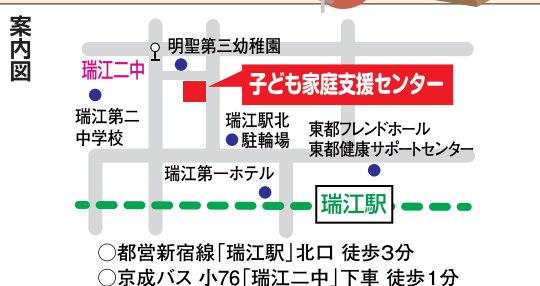 案内図
明聖第三幼稚園
瑞江二中
子ども家庭支援センター
瑞江第二
中学校
瑞江駅北
駐輪場
東都フレンドホール
東都健康サポートセンター
瑞江第一ホテル
瑞江駅
○都営新宿線「瑞江駅」北口 徒歩3分
○京成バス 小76「瑞江二中」下車 徒歩1分